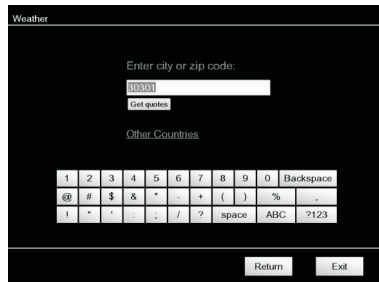 Weather
Enter city or zip code:
30301
Get quotes
Other Countries
1 2 3 4 5 6 7 8 9 0 Backspace
@ # $ & * - + ( ) % ,
! " ' : ; / ? space ABC ?123
Return Exit